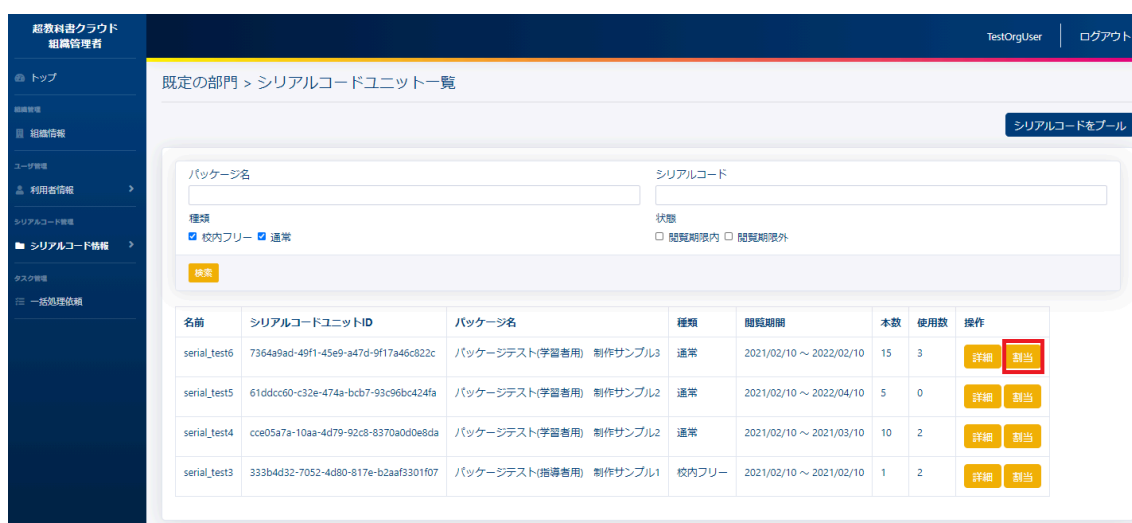 超教科書クラウド
組織管理者
TestOrgUser
ログアウト
トップ
既定の部門 > シリアルコードユニット一覧
組織管理
組織情報
シリアルコードをプール
ユーザ管理
利用者情報
シリアルコード管理
シリアルコード情報
タスク管理
一括処理依頼
パッケージ名
シリアルコード
種類
状態
校内フリー 通常
閲覧期限内 閲覧期限外
検索
名前 シリアルコードユニットID パッケージ名 種類 閲覧期間 本数 使用数 操作
serial_test6 7364a9ad-49f1-45e9-a47d-9f17a46c822c パッケージテスト(学習者用) 制作サンプル3 通常 2021/02/10 ～ 2022/02/10 15 3 詳細 割当
serial_test5 61ddcc60-c32e-474a-bcb7-93c96bc424fa パッケージテスト(学習者用) 制作サンプル2 通常 2021/02/10 ～ 2022/04/10 5 0 詳細 割当
serial_test4 cce05a7a-10aa-4d79-92c8-8370a0d0e8da パッケージテスト(学習者用) 制作サンプル2 通常 2021/02/10 ～ 2021/03/10 10 2 詳細 割当
serial_test3 333b4d32-7052-4d80-817e-b2aaf3301f07 パッケージテスト(指導者用) 制作サンプル1 校内フリー 2021/02/10 ～ 2021/02/10 1 2 詳細 割当